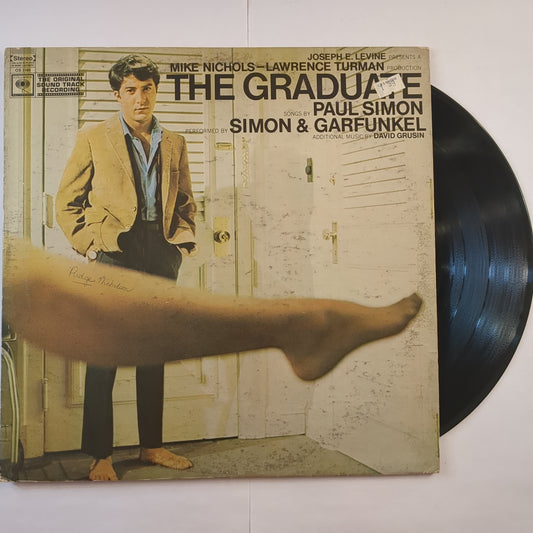 JOSEPH E. LEVINE PRESENTS A
MIKE NICHOLS—LAWRENCE TURMAN PRODUCTION
THE GRADUATE
SONGS BY PAUL SIMON
PERFORMED BY SIMON & GARFUNKEL
ADDITIONAL MUSIC BY DAVID GRUSIN
Stereo
THE ORIGINAL
SOUND TRACK
RECORDING